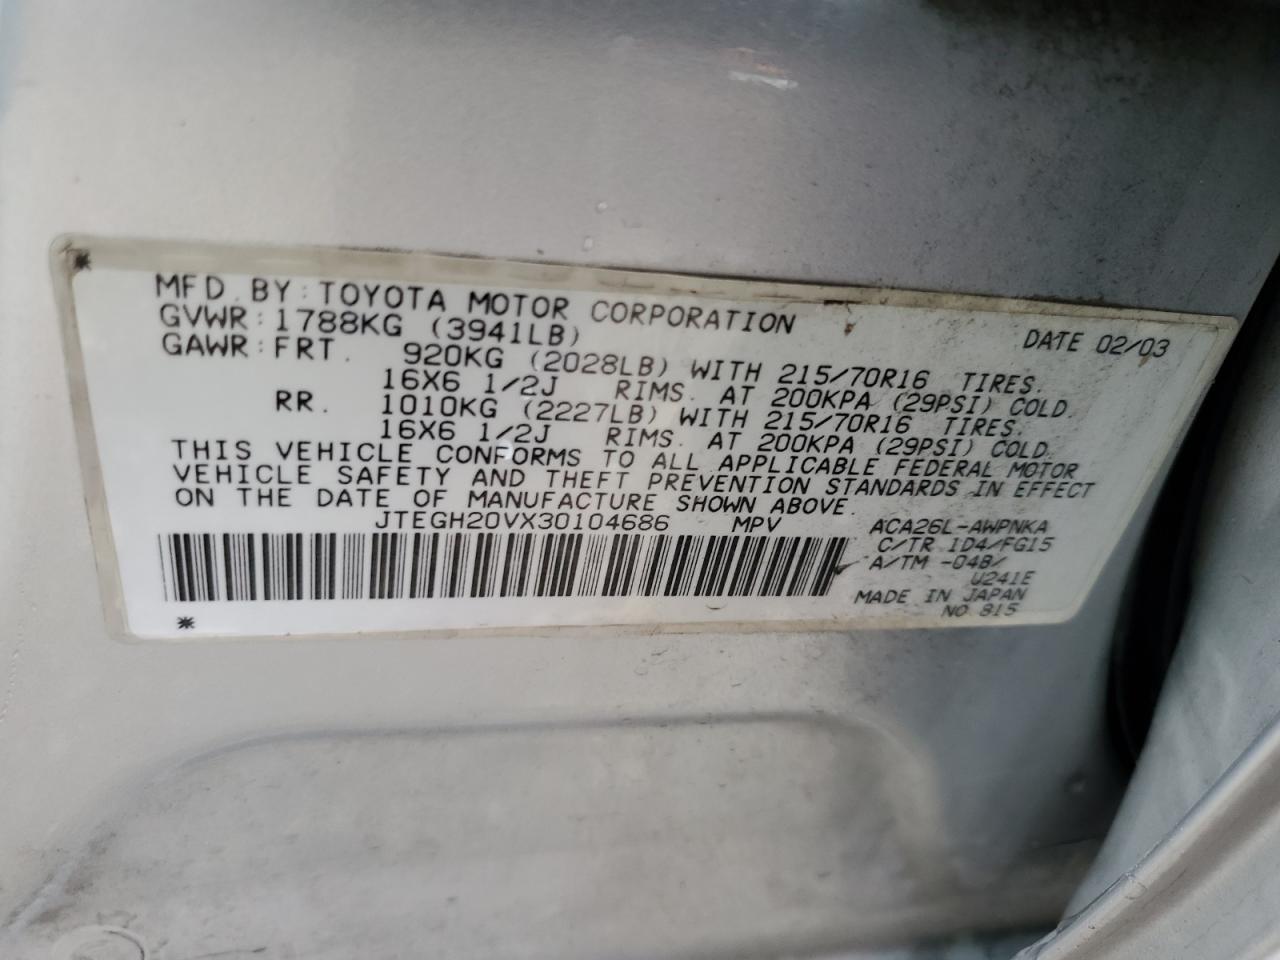 MFD. BY: TOYOTA MOTOR CORPORATION DATE 02/03
GVWR: 1788KG (3941LB)
GAWR: FRT. 920KG (2028LB) WITH 215/70R16 TIRES.
16X6 1/2J RIMS. AT 200KPA (29PSI) COLD.
RR. 1010KG (2227LB) WITH 215/70R16 TIRES.
16X6 1/2J RIMS. AT 200KPA (29PSI) COLD.
THIS VEHICLE CONFORMS TO ALL APPLICABLE FEDERAL MOTOR
VEHICLE SAFETY AND THEFT PREVENTION STANDARDS IN EFFECT
ON THE DATE OF MANUFACTURE SHOWN ABOVE.
JTEGH20VX30104686 MPV ACA26L-AWPNKA
C/TR 1D4/FG15
A/TM -04B/
U241E
MADE IN JAPAN
NO 815